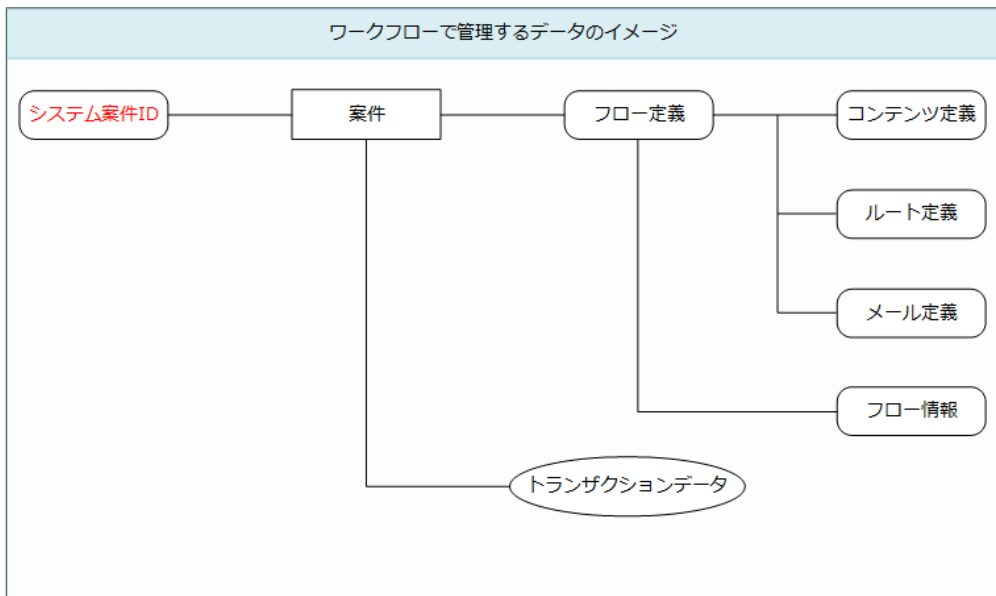 ワークフローで管理するデータのイメージ
システム案件ID
案件
フロー定義
コンテンツ定義
ルート定義
メール定義
フロー情報
トランザクションデータ